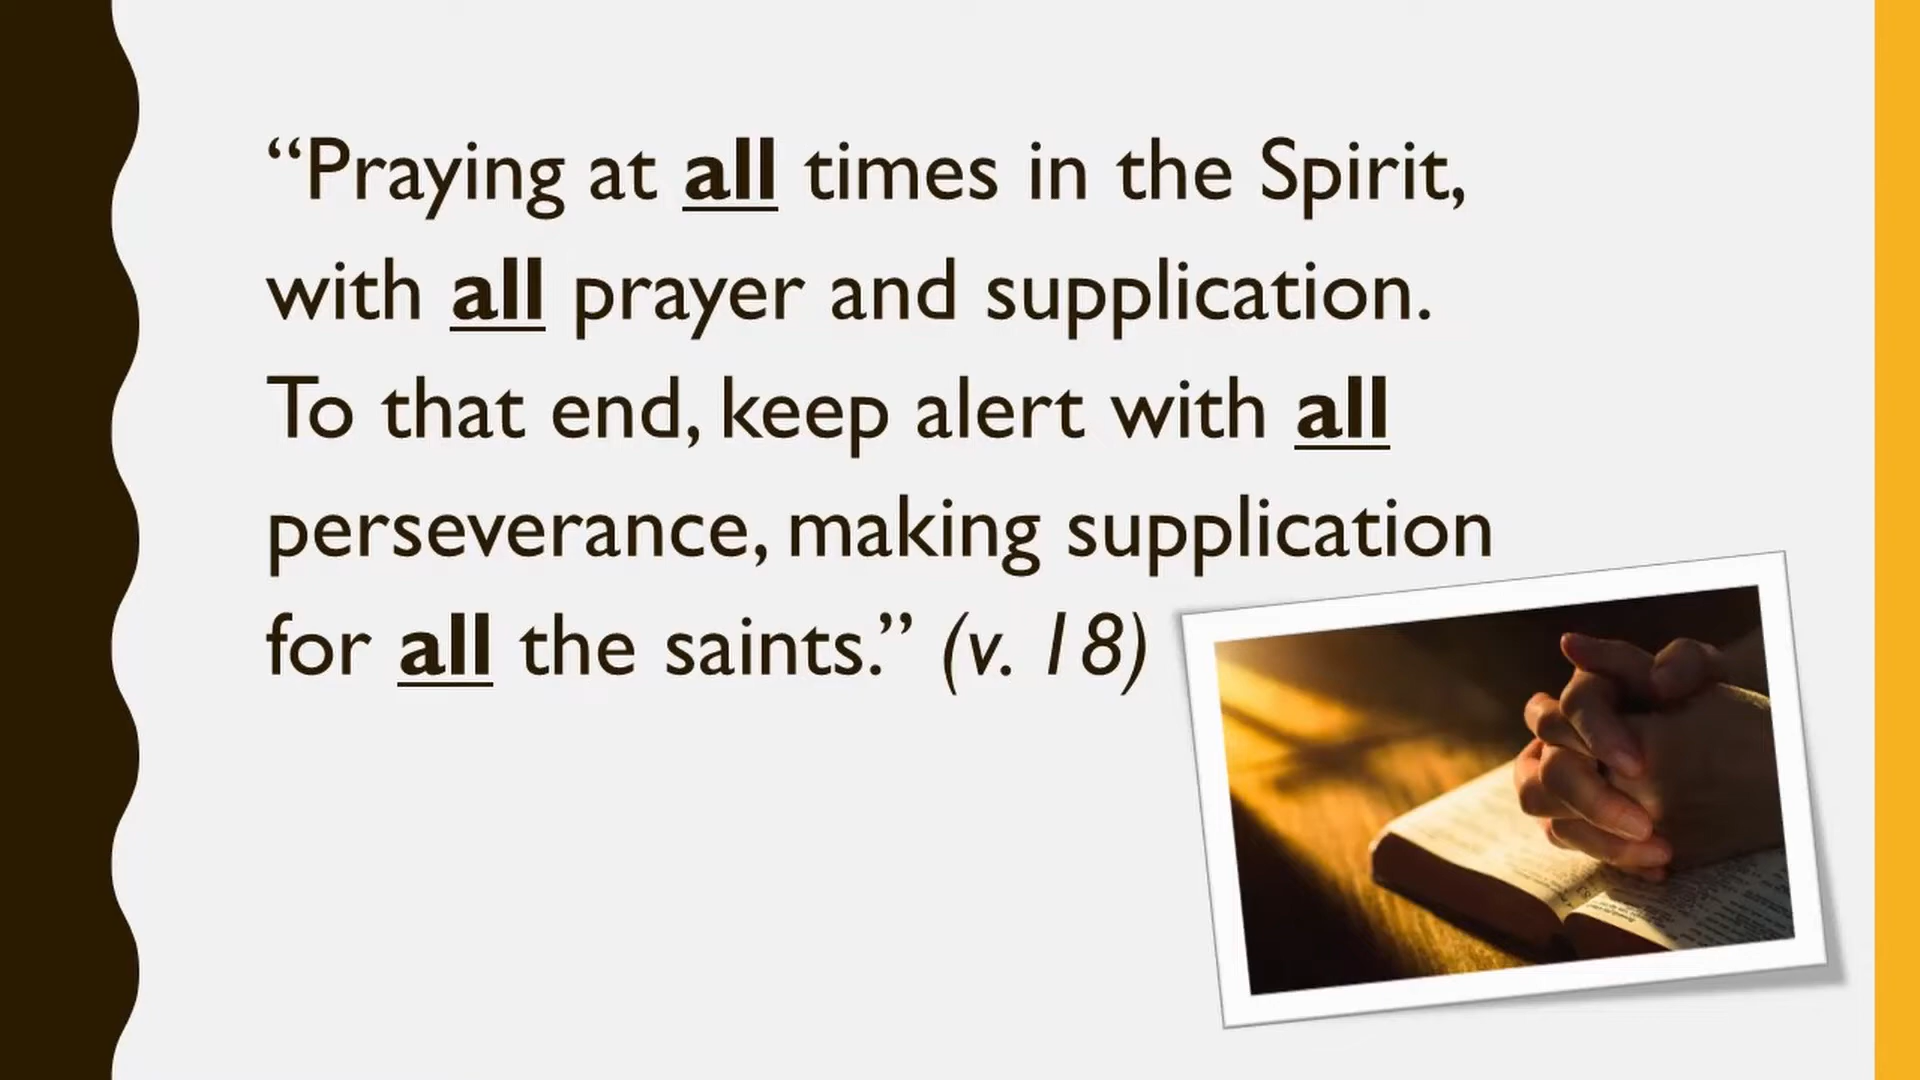 “Praying at all times in the Spirit,
with all prayer and supplication.
To that end, keep alert with all
perseverance, making supplication
for all the saints.” (v. 18)